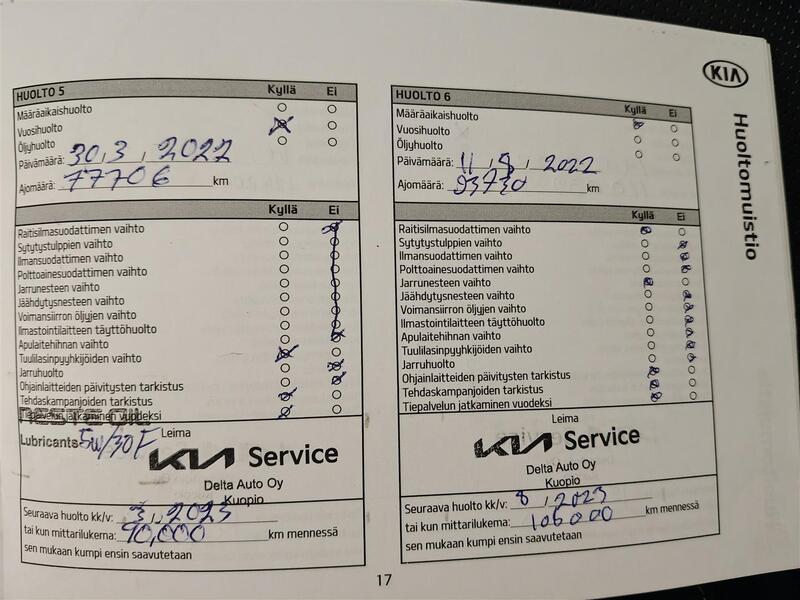 HUOLTO 5 Kyllä Ei
Määräaikaishuolto
Vuosihuolto
Öljyhuolto
Päivämäärä: 30,3, 2022
Ajomäärä: 77706 km
Kyllä Ei
Raitisilmasuodattimen vaihto
Sytytystulppien vaihto
Ilmansuodattimen vaihto
Polttoainesuodattimen vaihto
Jarrunesteen vaihto
Jäähdytysnesteen vaihto
Voimansiirron öljyjen vaihto
Ilmastointilaitteen täyttöhuolto
Apulaitehihnan vaihto
Tuulilasinpyyhkijöiden vaihto
Jarruhuolto
Ohjainlaitteiden päivitysten tarkistus
Tehdaskampanjoiden tarkistus
Tiepalvelun jatkaminen vuodeksi
NESTE OIL
Lubricants 5W/30F Leima
KIA Service
Delta Auto Oy
Kuopio
Seuraava huolto kk/v: 3,, 2023
tai kun mittarilukema: 90,000 km mennessä
sen mukaan kumpi ensin saavutetaan
HUOLTO 6 Kyllä Ei
Määräaikaishuolto
Vuosihuolto
Öljyhuolto
Päivämäärä: 11, 8, 2022
Ajomäärä: 93730 km
Kyllä Ei
Raitisilmasuodattimen vaihto
Sytytystulppien vaihto
Ilmansuodattimen vaihto
Polttoainesuodattimen vaihto
Jarrunesteen vaihto
Jäähdytysnesteen vaihto
Voimansiirron öljyjen vaihto
Ilmastointilaitteen täyttöhuolto
Apulaitehihnan vaihto
Tuulilasinpyyhkijöiden vaihto
Jarruhuolto
Ohjainlaitteiden päivitysten tarkistus
Tehdaskampanjoiden tarkistus
Tiepalvelun jatkaminen vuodeksi
Leima
KIA Service
Delta Auto Oy
Kuopio
Seuraava huolto kk/v: 8, 2023
tai kun mittarilukema: 106000 km mennessä
sen mukaan kumpi ensin saavutetaan
KIA
Huoltomuistio
17